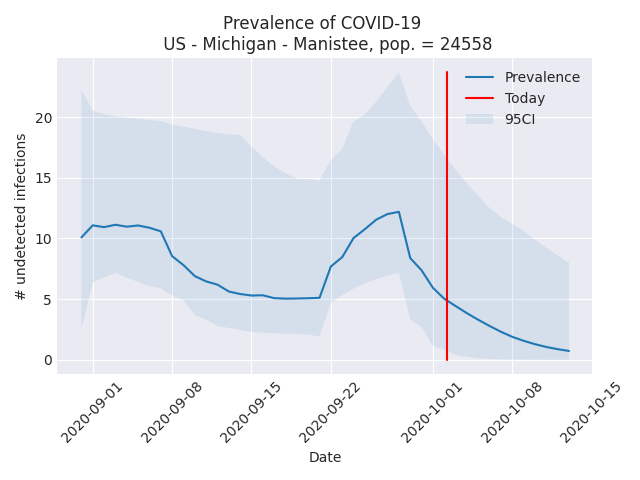 Prevalence of COVID-19
US - Michigan - Manistee, pop. = 24558
Prevalence
Today
95CI
# undetected infections
20
15
10
5
0
2020-09-01
2020-09-08
2020-09-15
2020-09-22
2020-10-01
2020-10-08
2020-10-15
Date